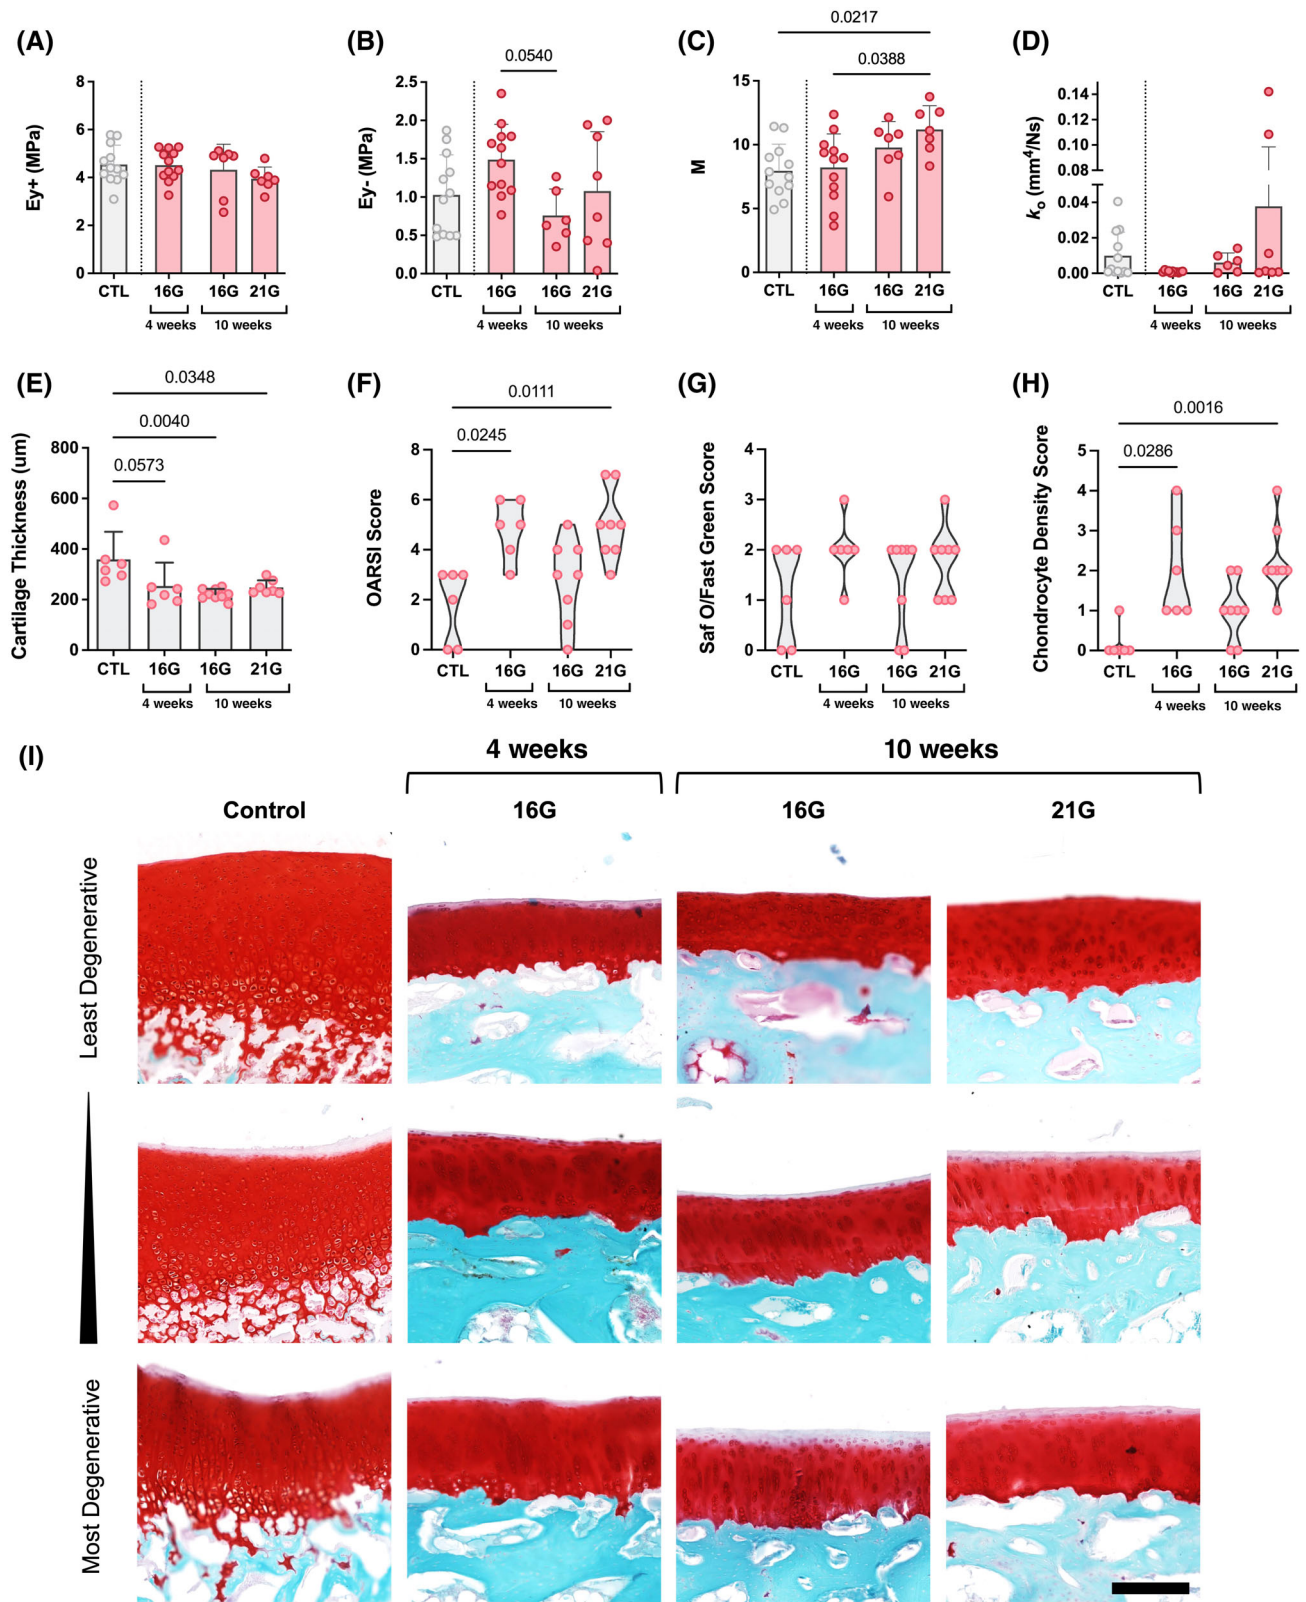 (A)
8
6
4
2
0
Ey+ (MPa)
CTL
16G
16G
21G
4 weeks
10 weeks
(B)
0.0540
2.5
2.0
1.5
1.0
0.5
0.0
Ey- (MPa)
CTL
16G
16G
21G
4 weeks
10 weeks
(C)
0.0217
0.0388
15
10
5
0
M
CTL
16G
16G
21G
4 weeks
10 weeks
(D)
0.14
0.12
0.10
0.08
0.04
0.02
0.00
ko (mm⁴/Ns)
CTL
16G
16G
21G
4 weeks
10 weeks
(E)
0.0348
0.0040
0.0573
800
600
400
200
0
Cartilage Thickness (um)
CTL
16G
16G
21G
4 weeks
10 weeks
(F)
0.0111
0.0245
8
6
4
2
0
OARSI Score
CTL
16G
16G
21G
4 weeks
10 weeks
(G)
4
3
2
1
0
Saf O/Fast Green Score
CTL
16G
16G
21G
4 weeks
10 weeks
(H)
0.0016
0.0286
5
4
3
2
1
0
Chondrocyte Density Score
CTL
16G
16G
21G
4 weeks
10 weeks
(I)
4 weeks
10 weeks
Control
16G
16G
21G
Least Degenerative
Most Degenerative